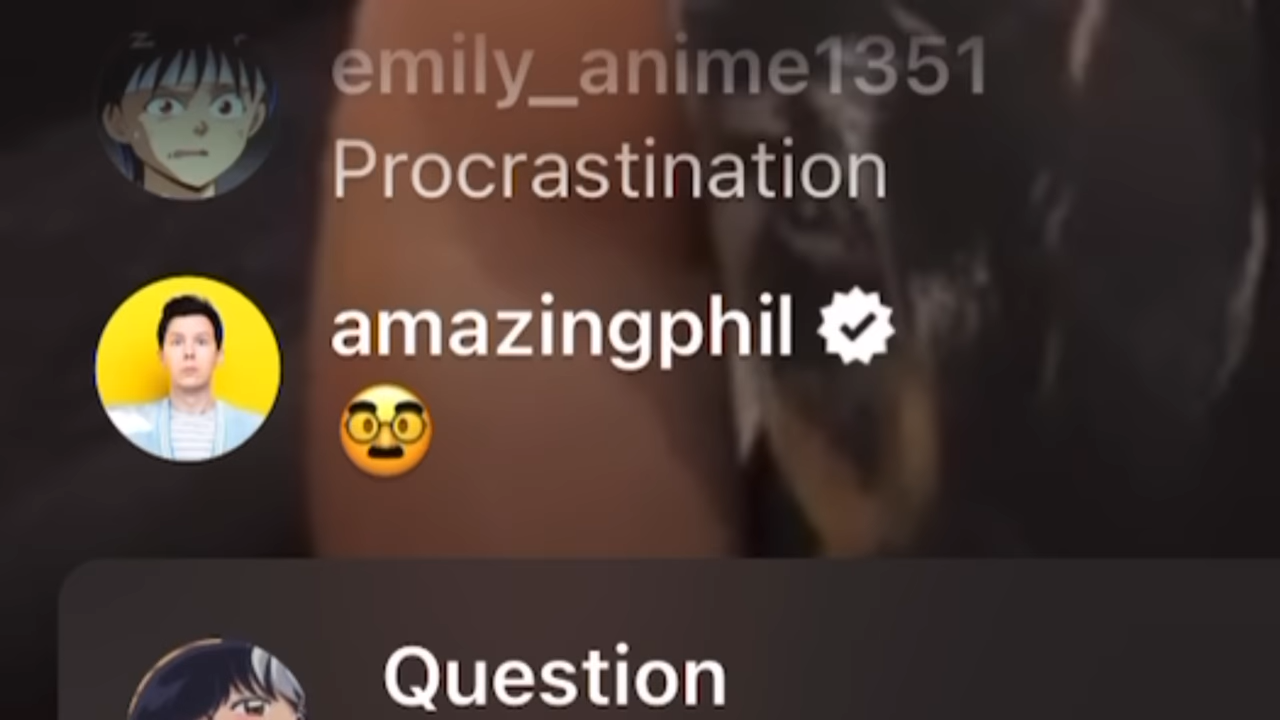 emily_anime1351
Procrastination
amazingphil
🥸
Question